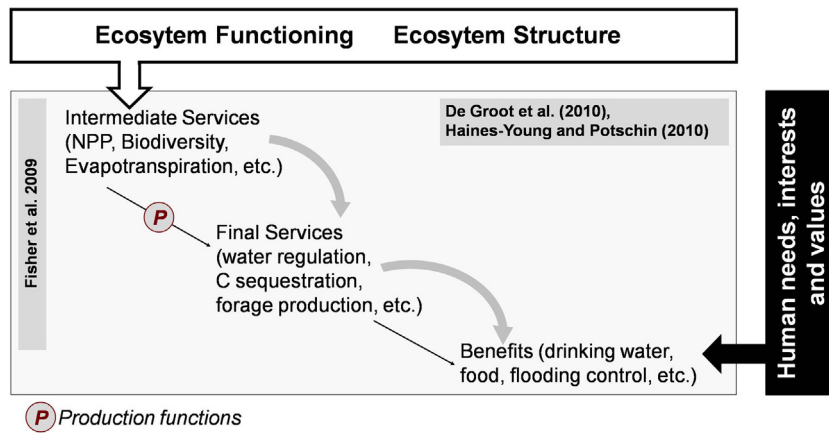 Ecosytem Functioning Ecosytem Structure
Intermediate Services
(NPP, Biodiversity,
Evapotranspiration, etc.)
De Groot et al. (2010),
Haines-Young and Potschin (2010)
Fisher et al. 2009
P
Final Services
(water regulation,
C sequestration,
forage production, etc.)
Benefits (drinking water,
food, flooding control, etc.)
Human needs, interests
and values
P Production functions